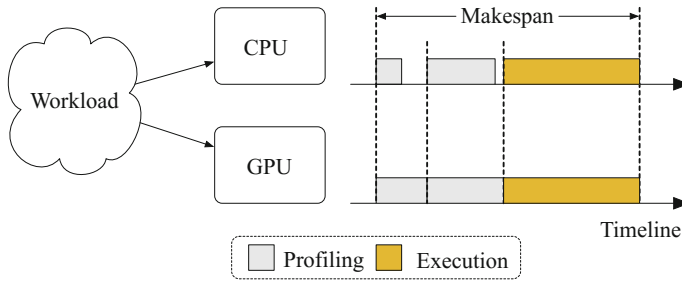 Makespan
CPU
Workload
GPU
Timeline
Profiling
Execution